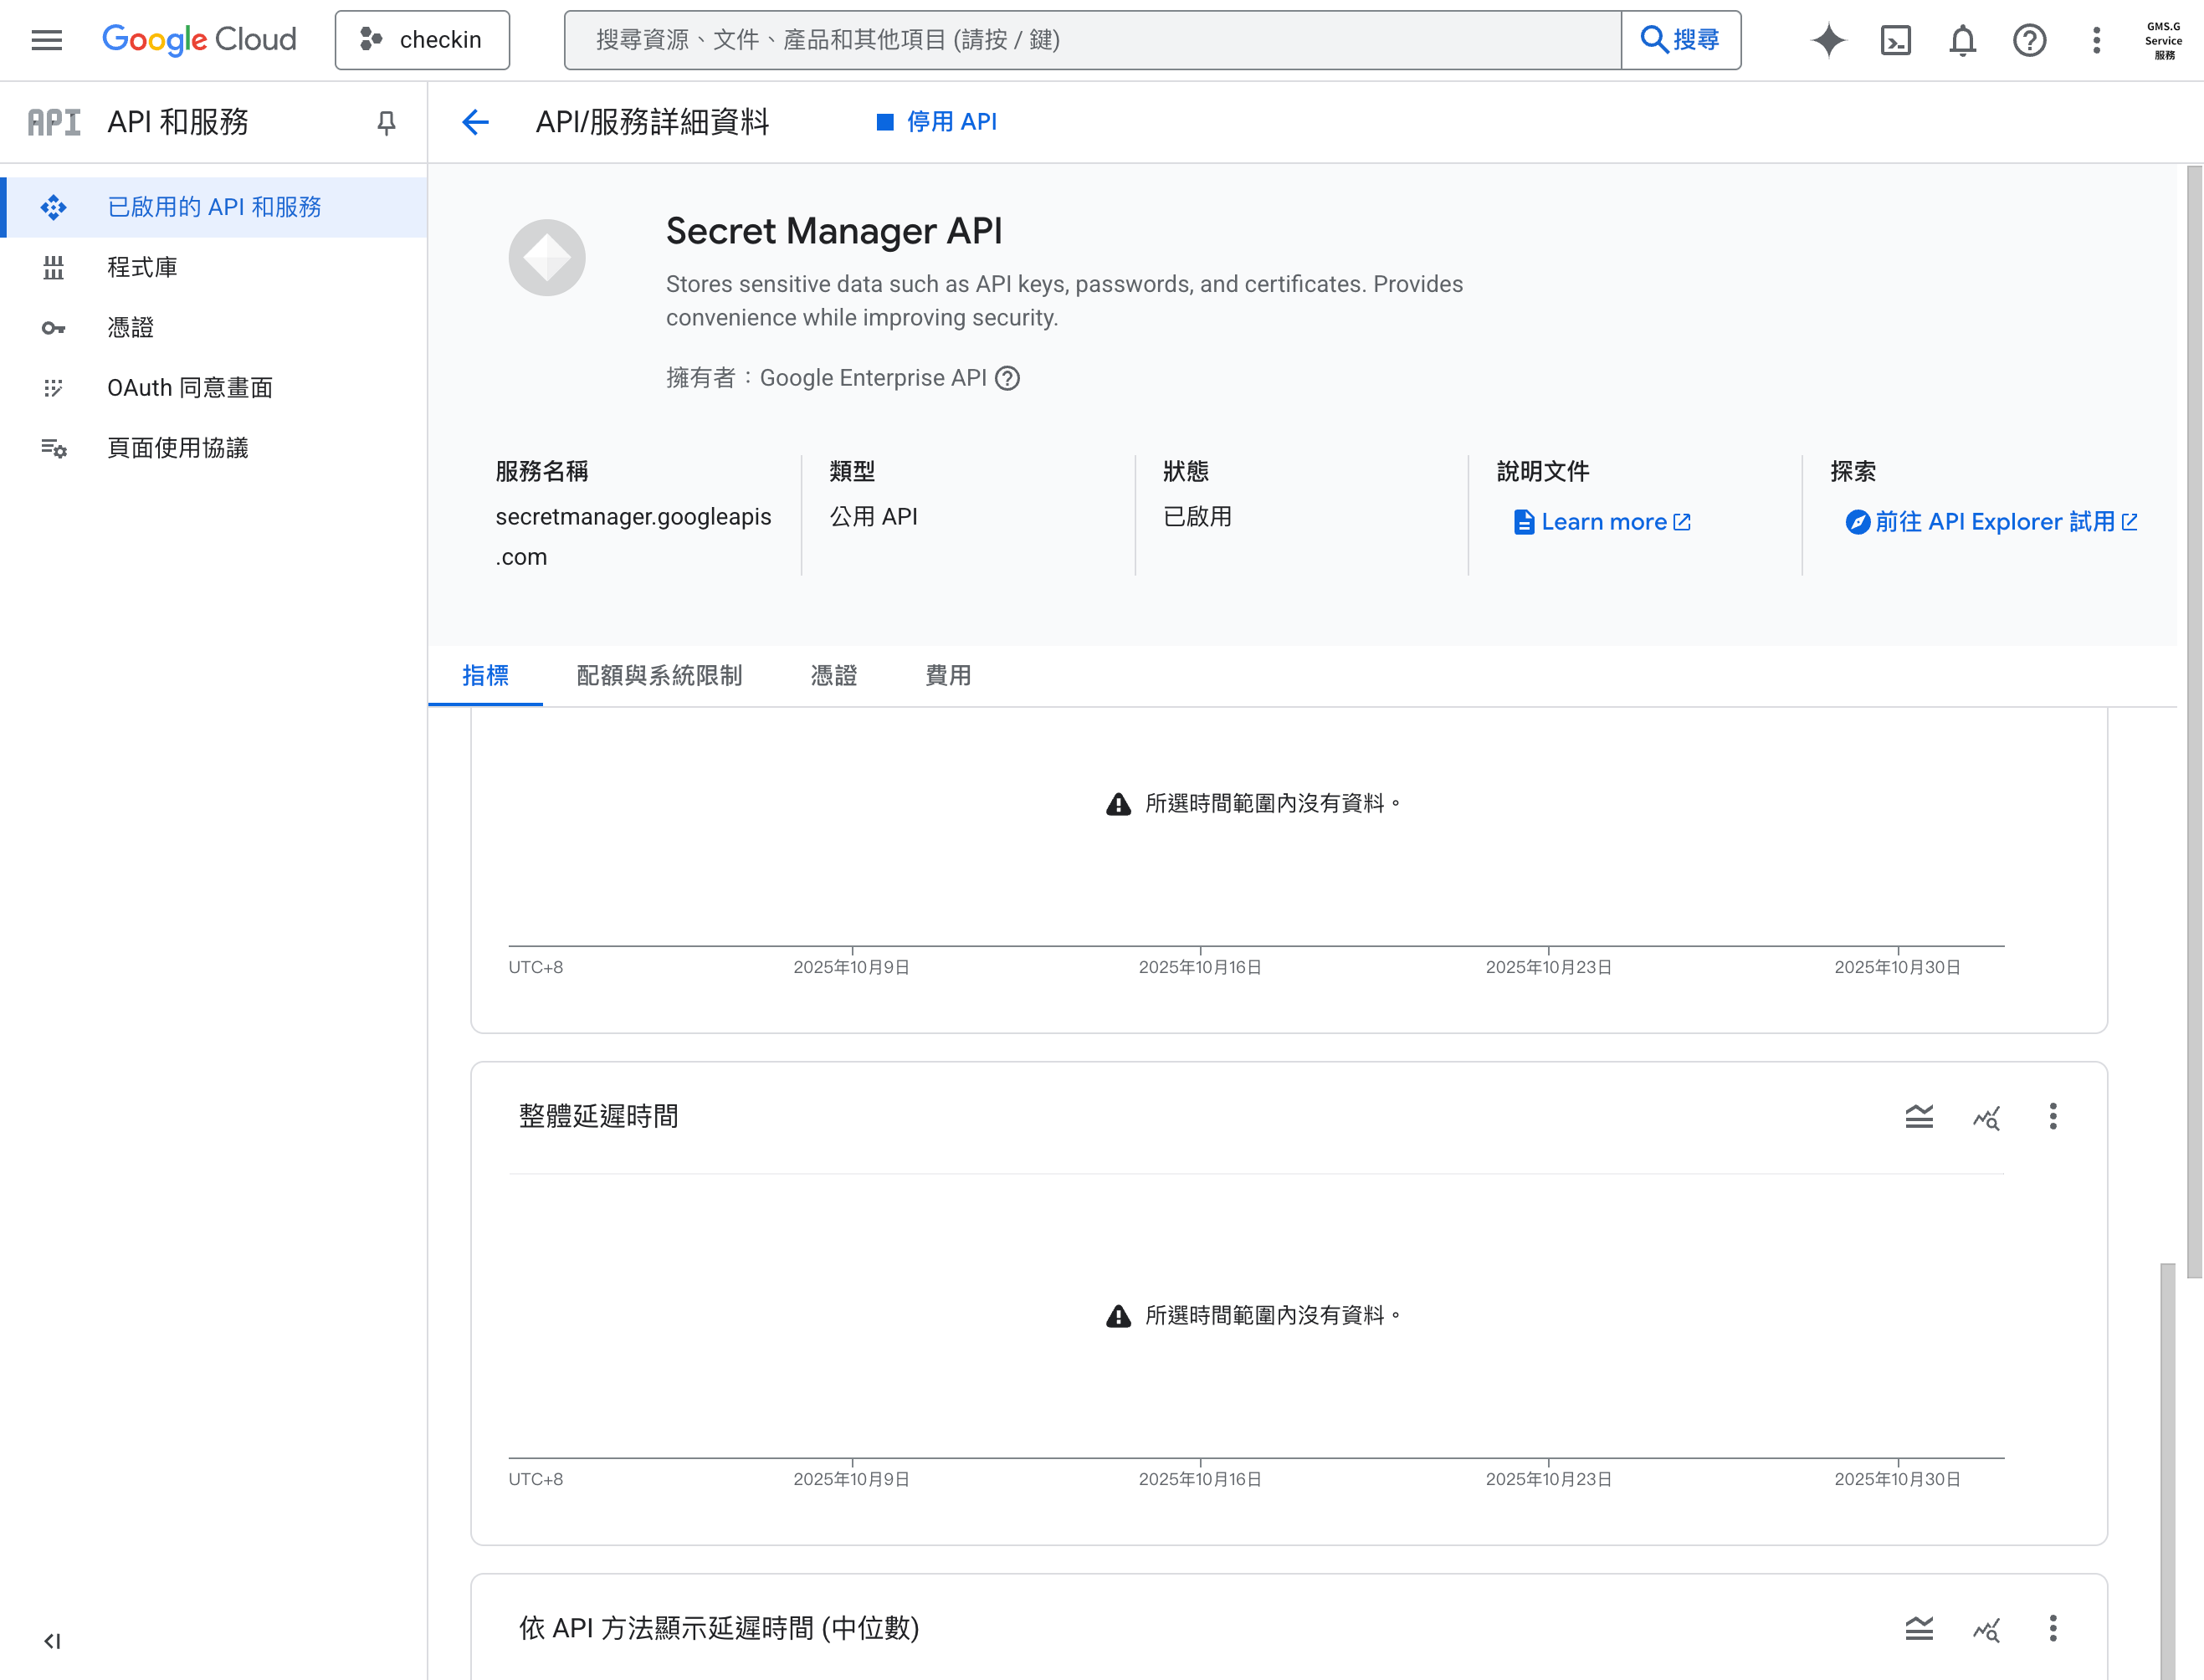 Google Cloud
checkin
搜尋資源、文件、產品和其他項目 (請按 / 鍵)
搜尋
GMS.G
Service
服務
API
API 和服務
API/服務詳細資料
停用 API
已啟用的 API 和服務
程式庫
憑證
OAuth 同意畫面
頁面使用協議
Secret Manager API
Stores sensitive data such as API keys, passwords, and certificates. Provides
convenience while improving security.
擁有者：Google Enterprise API
服務名稱
secretmanager.googleapis
.com
類型
公用 API
狀態
已啟用
說明文件
Learn more
探索
前往 API Explorer 試用
指標
配額與系統限制
憑證
費用
所選時間範圍內沒有資料。
UTC+8
2025年10月9日
2025年10月16日
2025年10月23日
2025年10月30日
整體延遲時間
所選時間範圍內沒有資料。
UTC+8
2025年10月9日
2025年10月16日
2025年10月23日
2025年10月30日
依 API 方法顯示延遲時間 (中位數)